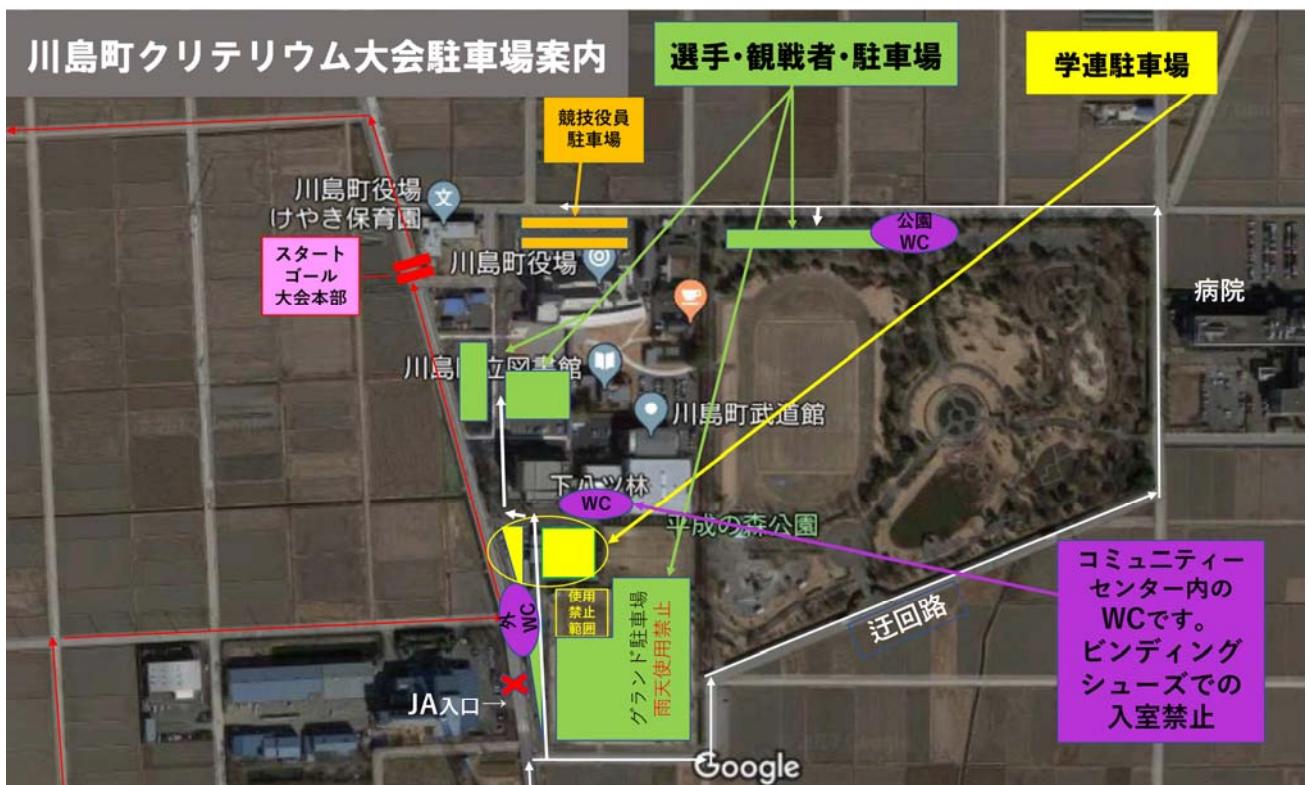 川島町クリテリウム大会駐車場案内
選手・観戦者・駐車場
学連駐車場
競技役員
駐車場
川島町役場
けやき保育園
公園
WC
スタート
ゴール
大会本部
川島町役場
病院
川島町立図書館
川島町武道館
下八ツ林
WC
平成の森公園
コミュニティー
センター内の
WCです。
ビンディング
シューズでの
入室禁止
使用
禁止
範囲
外
WC
グランド駐車場
雨天使用禁止
迂回路
JA入口→
Google